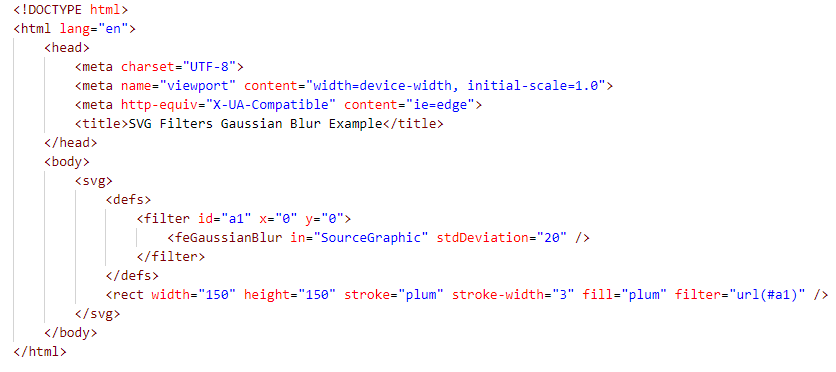 <!DOCTYPE html>
<html lang="en">
<head>
<meta charset="UTF-8">
<meta name="viewport" content="width=device-width, initial-scale=1.0">
<meta http-equiv="X-UA-Compatible" content="ie=edge">
<title>SVG Filters Gaussian Blur Example</title>
</head>
<body>
<svg>
<defs>
<filter id="a1" x="0" y="0">
<feGaussianBlur in="SourceGraphic" stdDeviation="20" />
</filter>
</defs>
<rect width="150" height="150" stroke="plum" stroke-width="3" fill="plum" filter="url(#a1)" />
</svg>
</body>
</html>